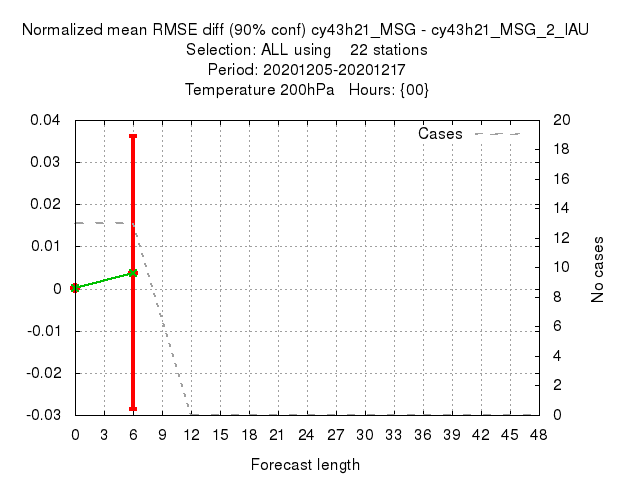 Normalized mean RMSE diff (90% conf) cy43h21_MSG - cy43h21_MSG_2_IAU
Selection: ALL using    22 stations
Period: 20201205-20201217
Temperature 200hPa   Hours: {00}
Cases
0.04
0.03
0.02
0.01
0
-0.01
-0.02
-0.03
20
18
16
14
12
10
8
6
4
2
0
No cases
0 3 6 9 12 15 18 21 24 27 30 33 36 39 42 45 48
Forecast length